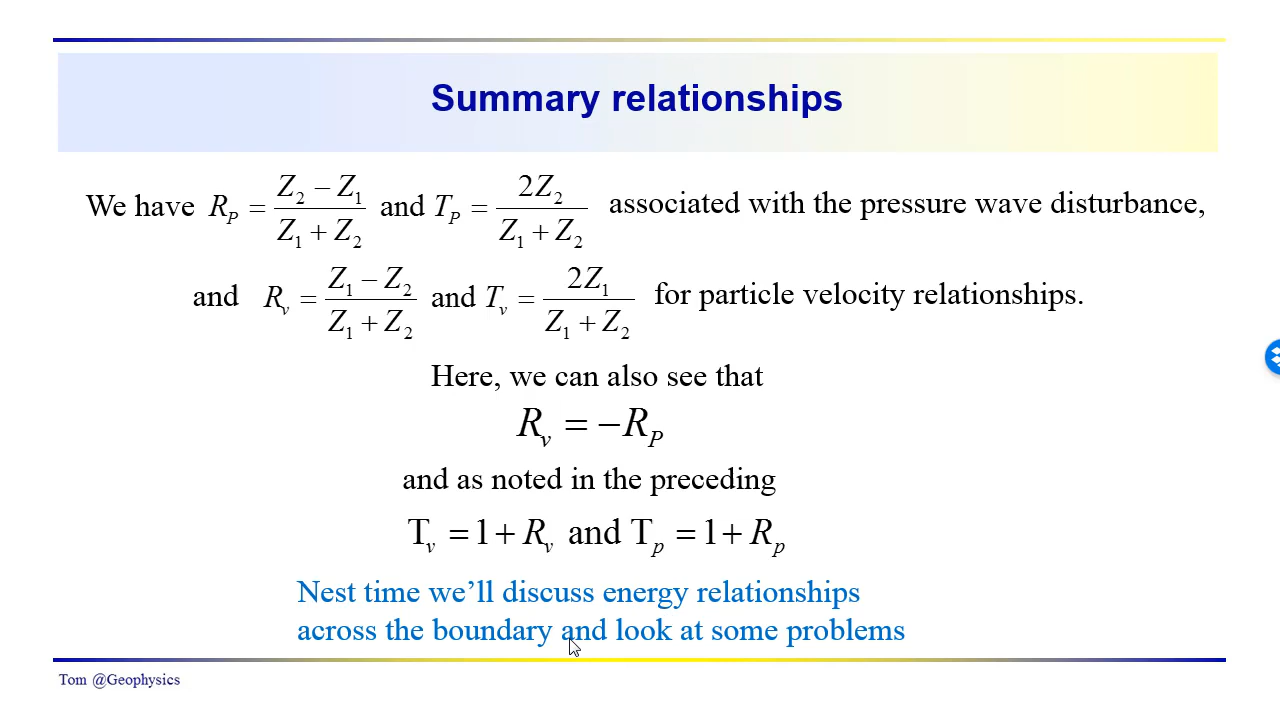 Summary relationships
We have R_P = (Z_2 − Z_1)/(Z_1 + Z_2) and T_P = 2Z_2/(Z_1 + Z_2) associated with the pressure wave disturbance,
and R_v = (Z_1 − Z_2)/(Z_1 + Z_2) and T_v = 2Z_1/(Z_1 + Z_2) for particle velocity relationships.
Here, we can also see that
R_v = −R_P
and as noted in the preceding
T_v = 1 + R_v and T_p = 1 + R_p
Nest time we’ll discuss energy relationships
across the boundary and look at some problems
Tom @Geophysics